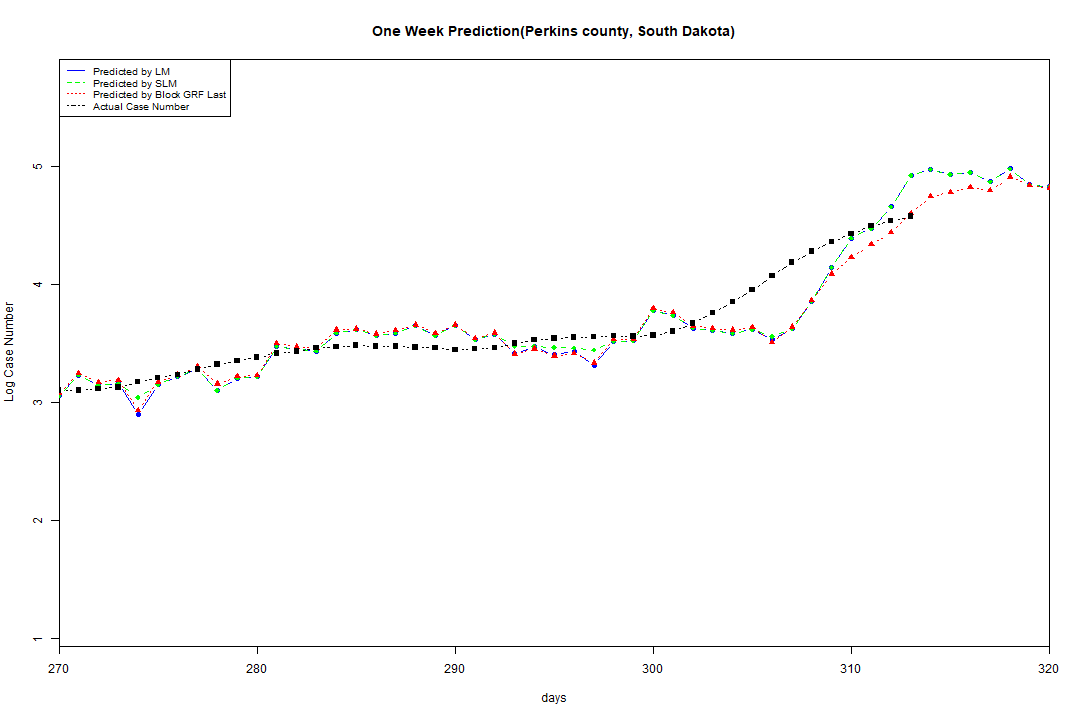 One Week Prediction(Perkins county, South Dakota)
Predicted by LM
Predicted by SLM
Predicted by Block GRF Last
Actual Case Number
5
4
3
2
1
Log Case Number
270 280 290 300 310 320
days